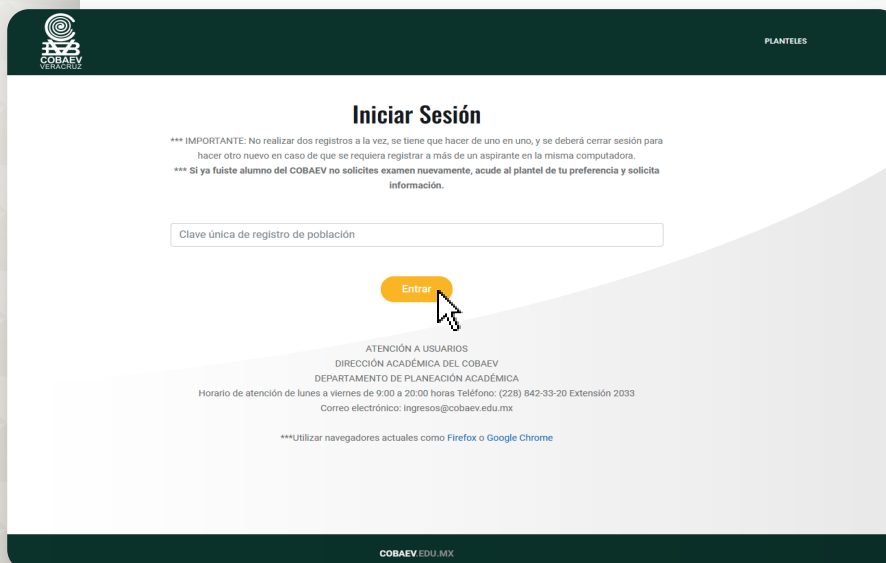 COBAEV
VERACRUZ
PLANTELES
Iniciar Sesión
*** IMPORTANTE: No realizar dos registros a la vez, se tiene que hacer de uno en uno, y se deberá cerrar sesión para
hacer otro nuevo en caso de que se requiera registrar a más de un aspirante en la misma computadora.
*** Si ya fuiste alumno del COBAEV no solicites examen nuevamente, acude al plantel de tu preferencia y solicita
información.
Clave única de registro de población
Entrar
ATENCIÓN A USUARIOS
DIRECCIÓN ACADÉMICA DEL COBAEV
DEPARTAMENTO DE PLANEACIÓN ACADÉMICA
Horario de atención de lunes a viernes de 9:00 a 20:00 horas Teléfono: (228) 842-33-20 Extensión 2033
Correo electrónico: ingresos@cobaev.edu.mx
***Utilizar navegadores actuales como Firefox o Google Chrome
COBAEV.EDU.MX